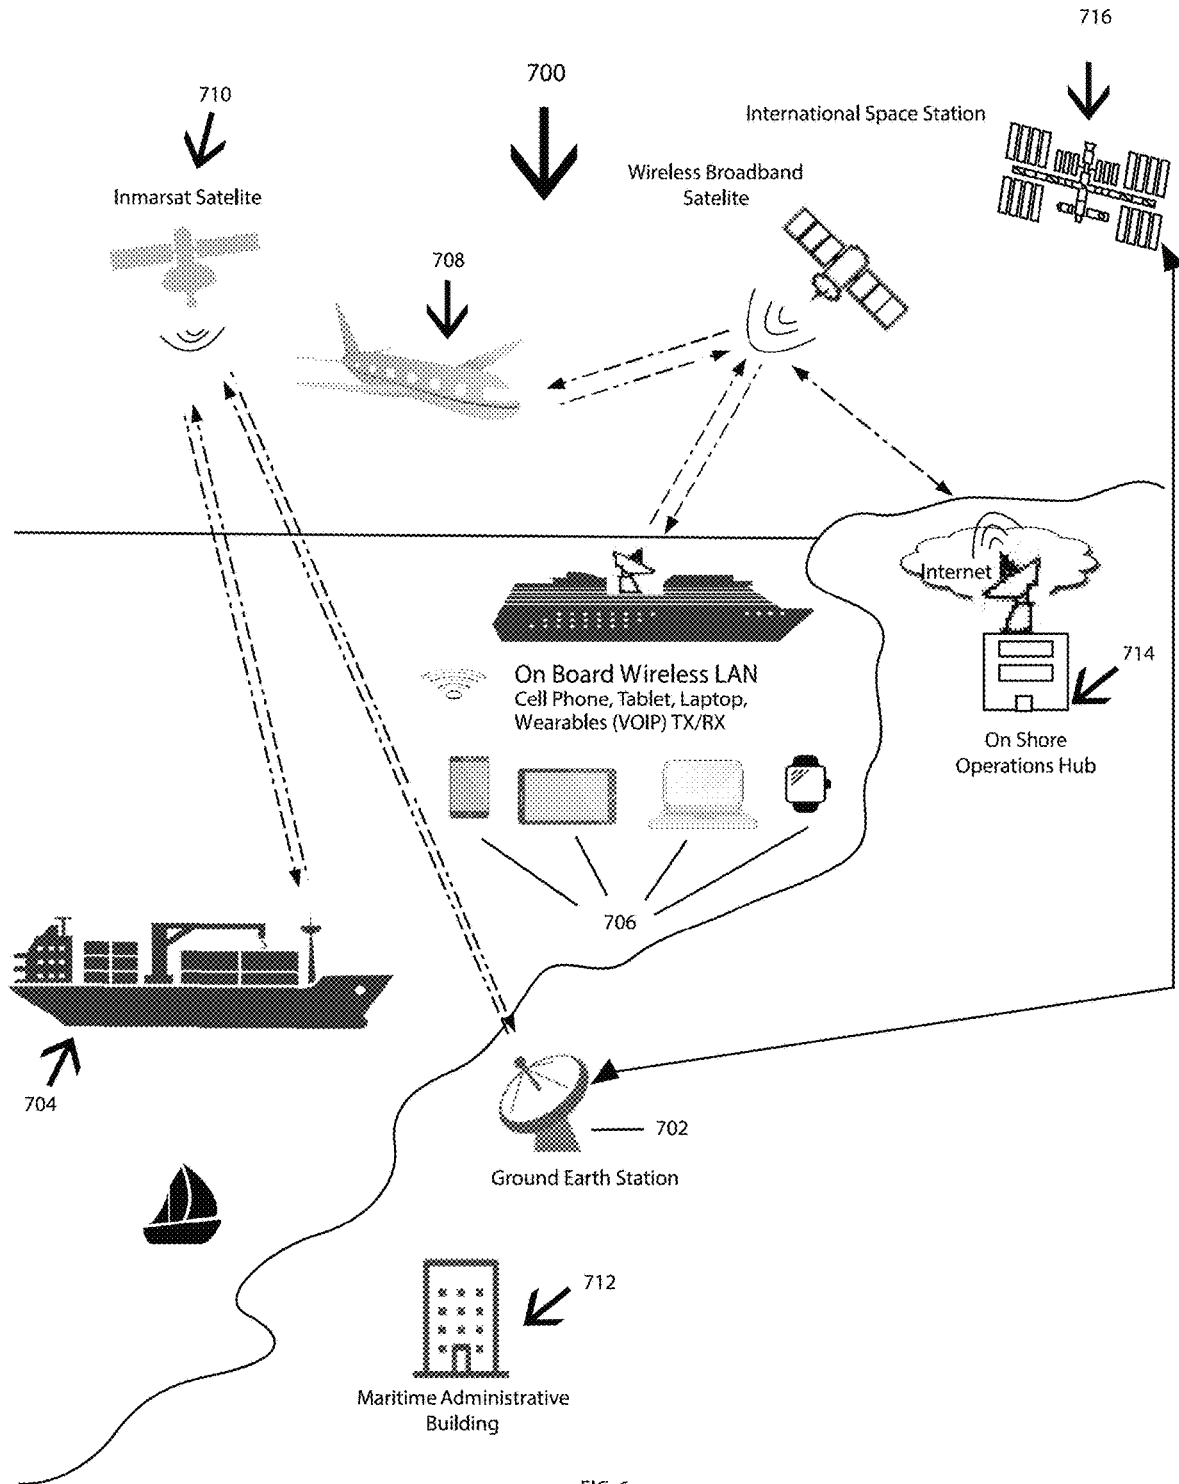 716
700
710
International Space Station
Wireless Broadband
Satelite
Inmarsat Satelite
708
Internet
On Board Wireless LAN
Cell Phone, Tablet, Laptop,
Wearables (VOIP) TX/RX
714
On Shore
Operations Hub
706
704
702
Ground Earth Station
712
Maritime Administrative
Building